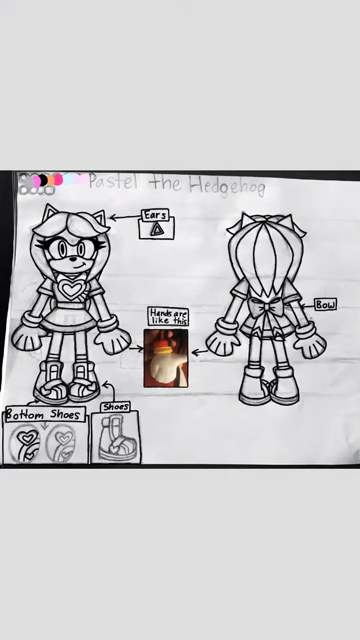 Pastel the Hedgehog
Ears
Hands are
like this
Bow
Bottom Shoes
Shoes